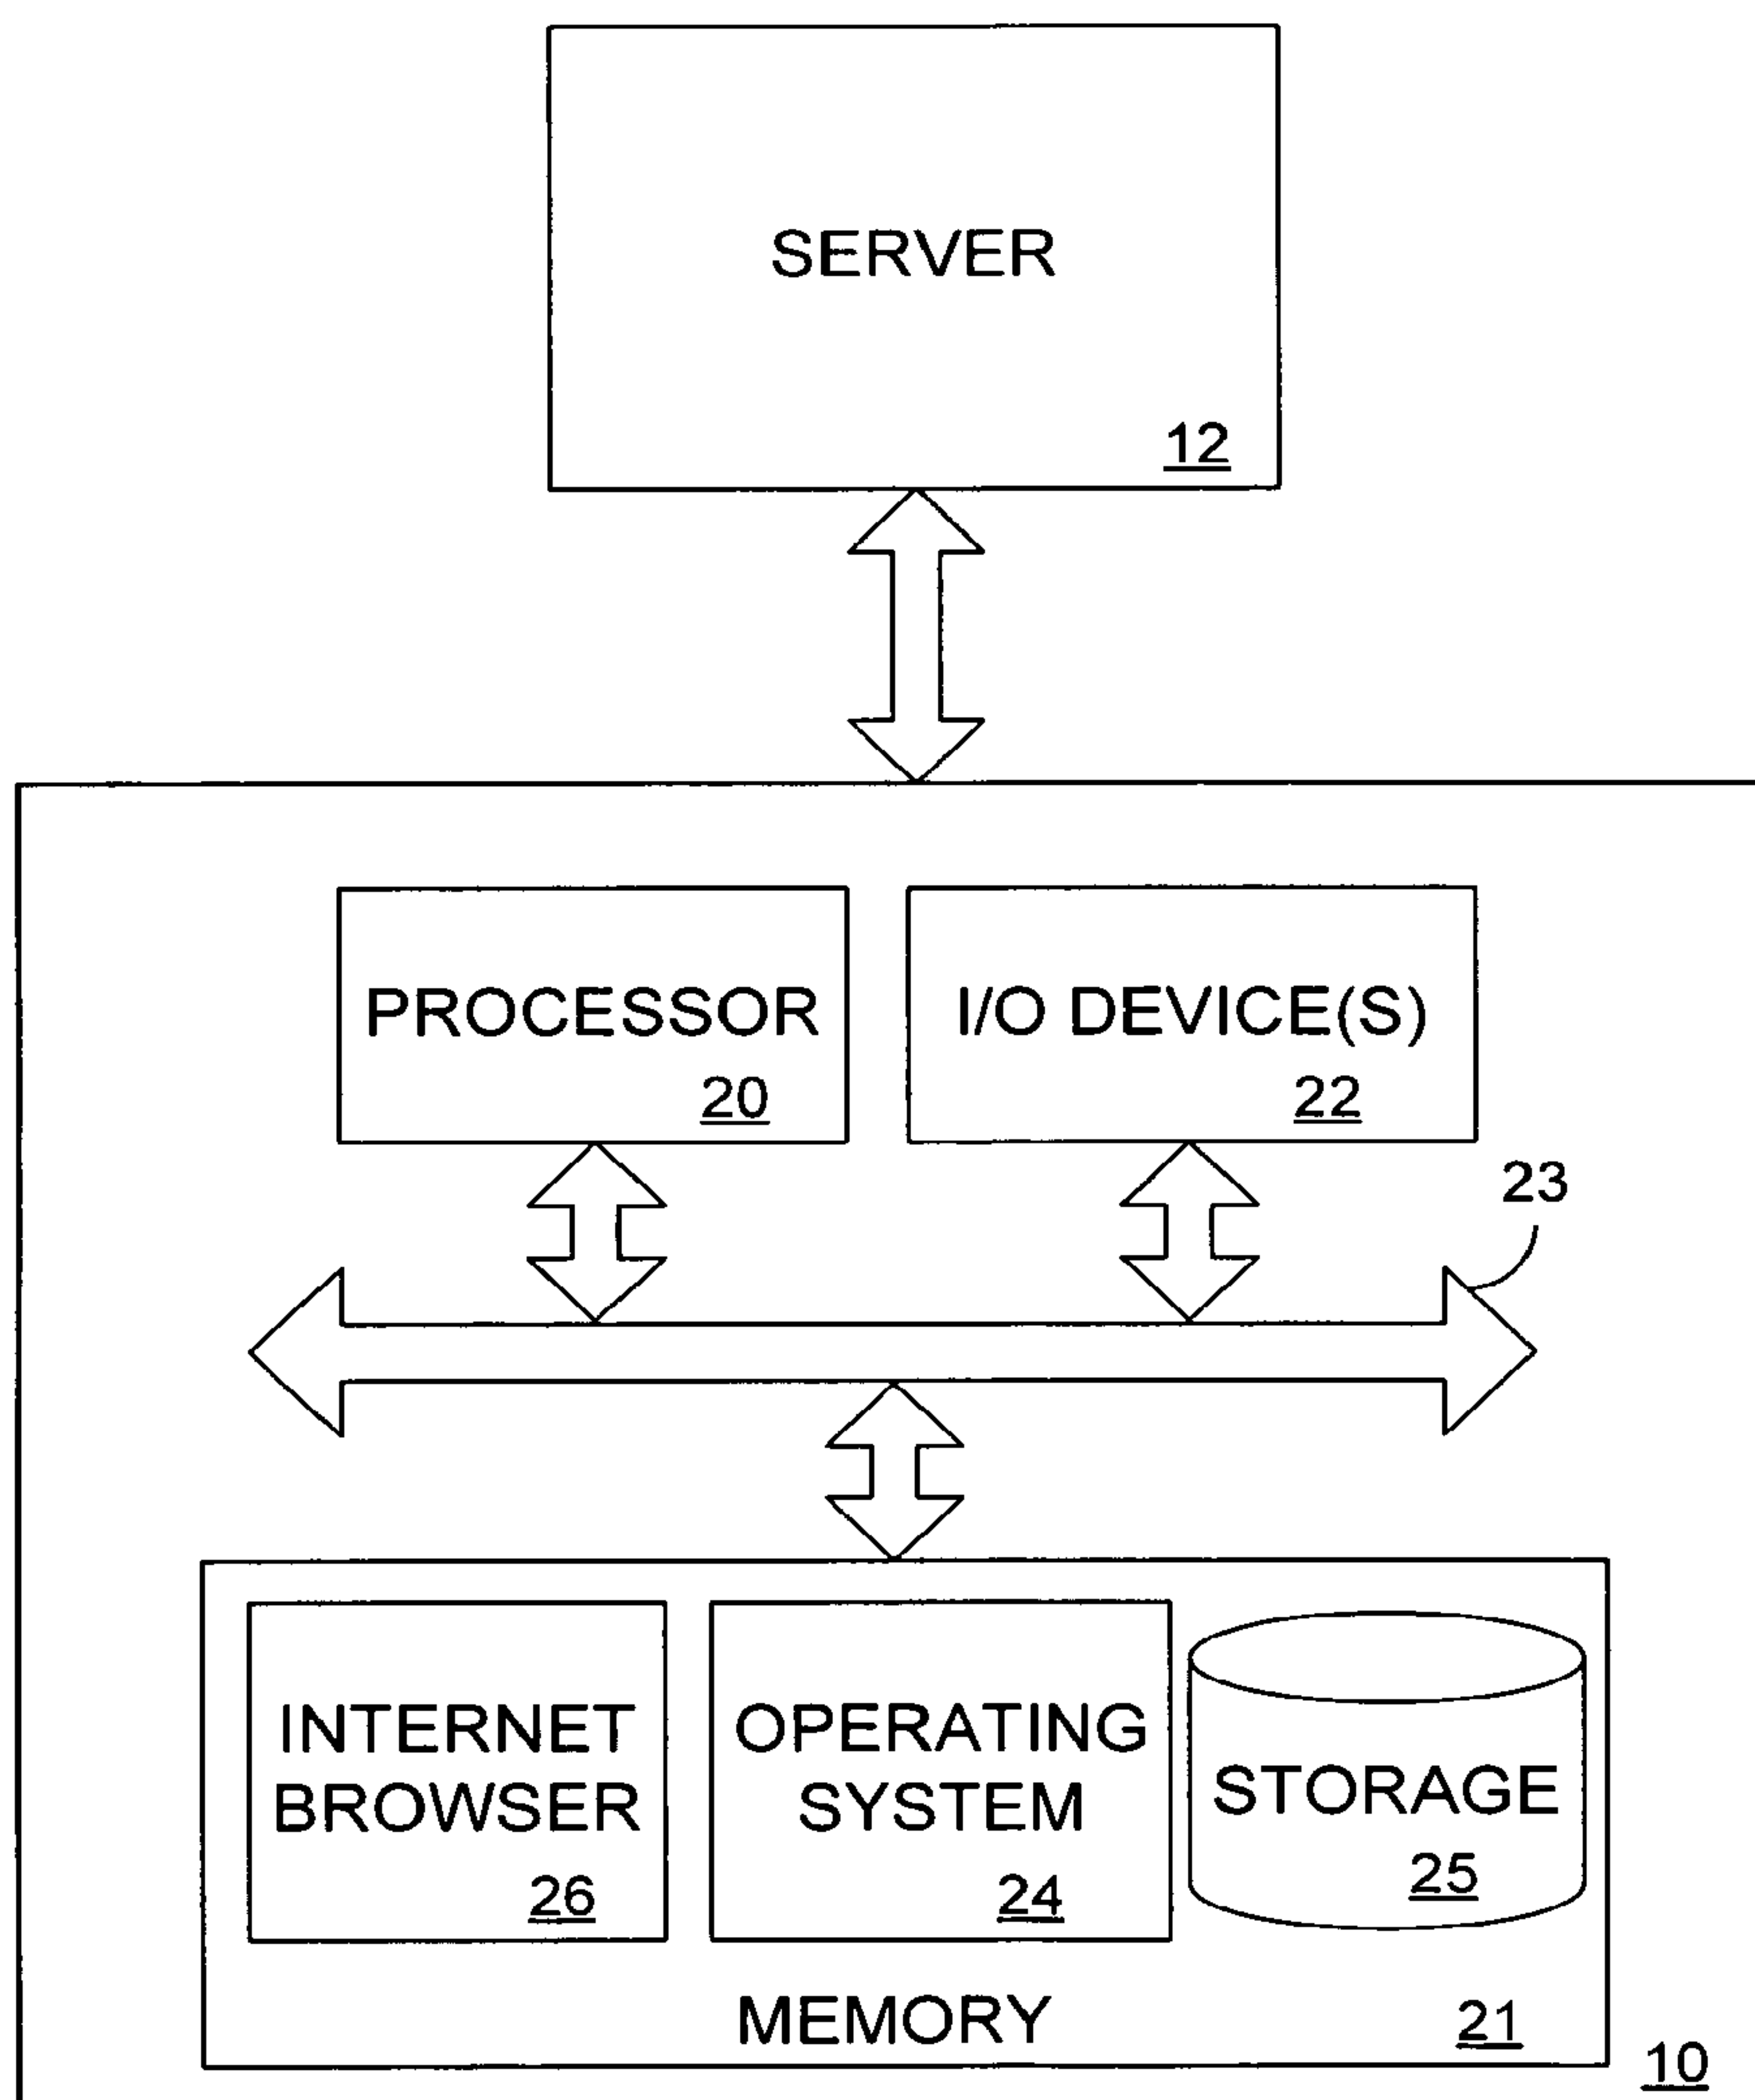 SERVER
12
PROCESSOR
20
I/O DEVICE(S)
22
23
INTERNET
BROWSER
26
OPERATING
SYSTEM
24
STORAGE
25
MEMORY
21
10